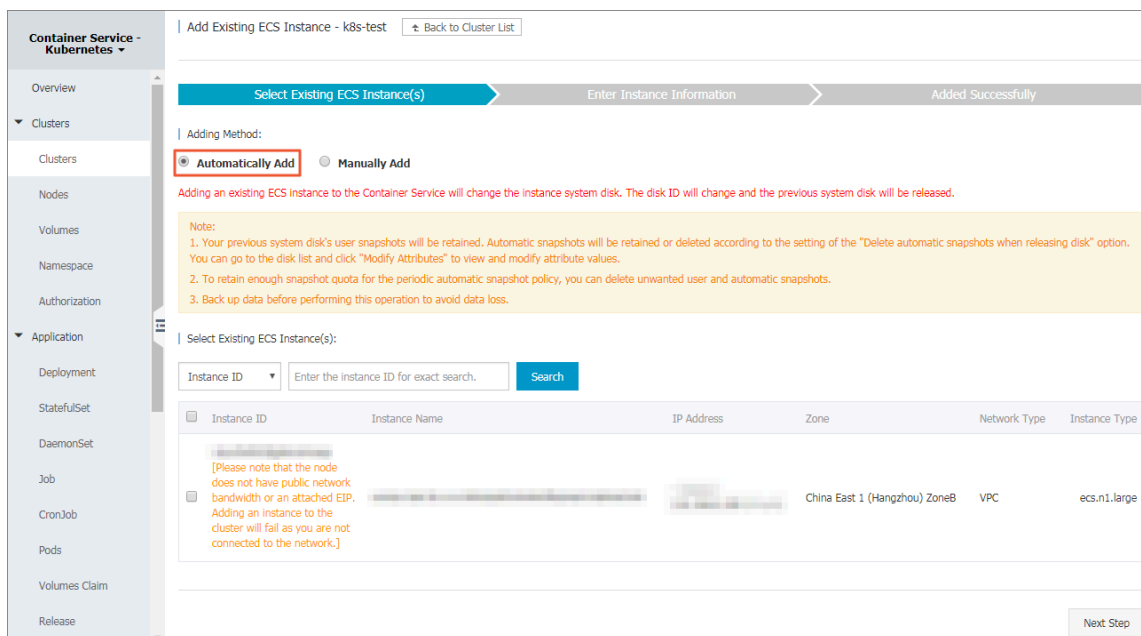 Container Service -
Kubernetes
Overview
Clusters
Clusters
Nodes
Volumes
Namespace
Authorization
Application
Deployment
StatefulSet
DaemonSet
Job
CronJob
Pods
Volumes Claim
Release
Add Existing ECS Instance - k8s-test
Back to Cluster List
Select Existing ECS Instance(s)
Enter Instance Information
Added Successfully
Adding Method:
Automatically Add
Manually Add
Adding an existing ECS instance to the Container Service will change the instance system disk. The disk ID will change and the previous system disk will be released.
Note:
1. Your previous system disk's user snapshots will be retained. Automatic snapshots will be retained or deleted according to the setting of the "Delete automatic snapshots when releasing disk" option.
You can go to the disk list and click "Modify Attributes" to view and modify attribute values.
2. To retain enough snapshot quota for the periodic automatic snapshot policy, you can delete unwanted user and automatic snapshots.
3. Back up data before performing this operation to avoid data loss.
Select Existing ECS Instance(s):
Instance ID
Enter the instance ID for exact search.
Search
Instance ID Instance Name IP Address Zone Network Type Instance Type
[Please note that the node
does not have public network
bandwidth or an attached EIP.
Adding an instance to the
cluster will fail as you are not
connected to the network.]
China East 1 (Hangzhou) ZoneB
VPC
ecs.n1.large
Next Step